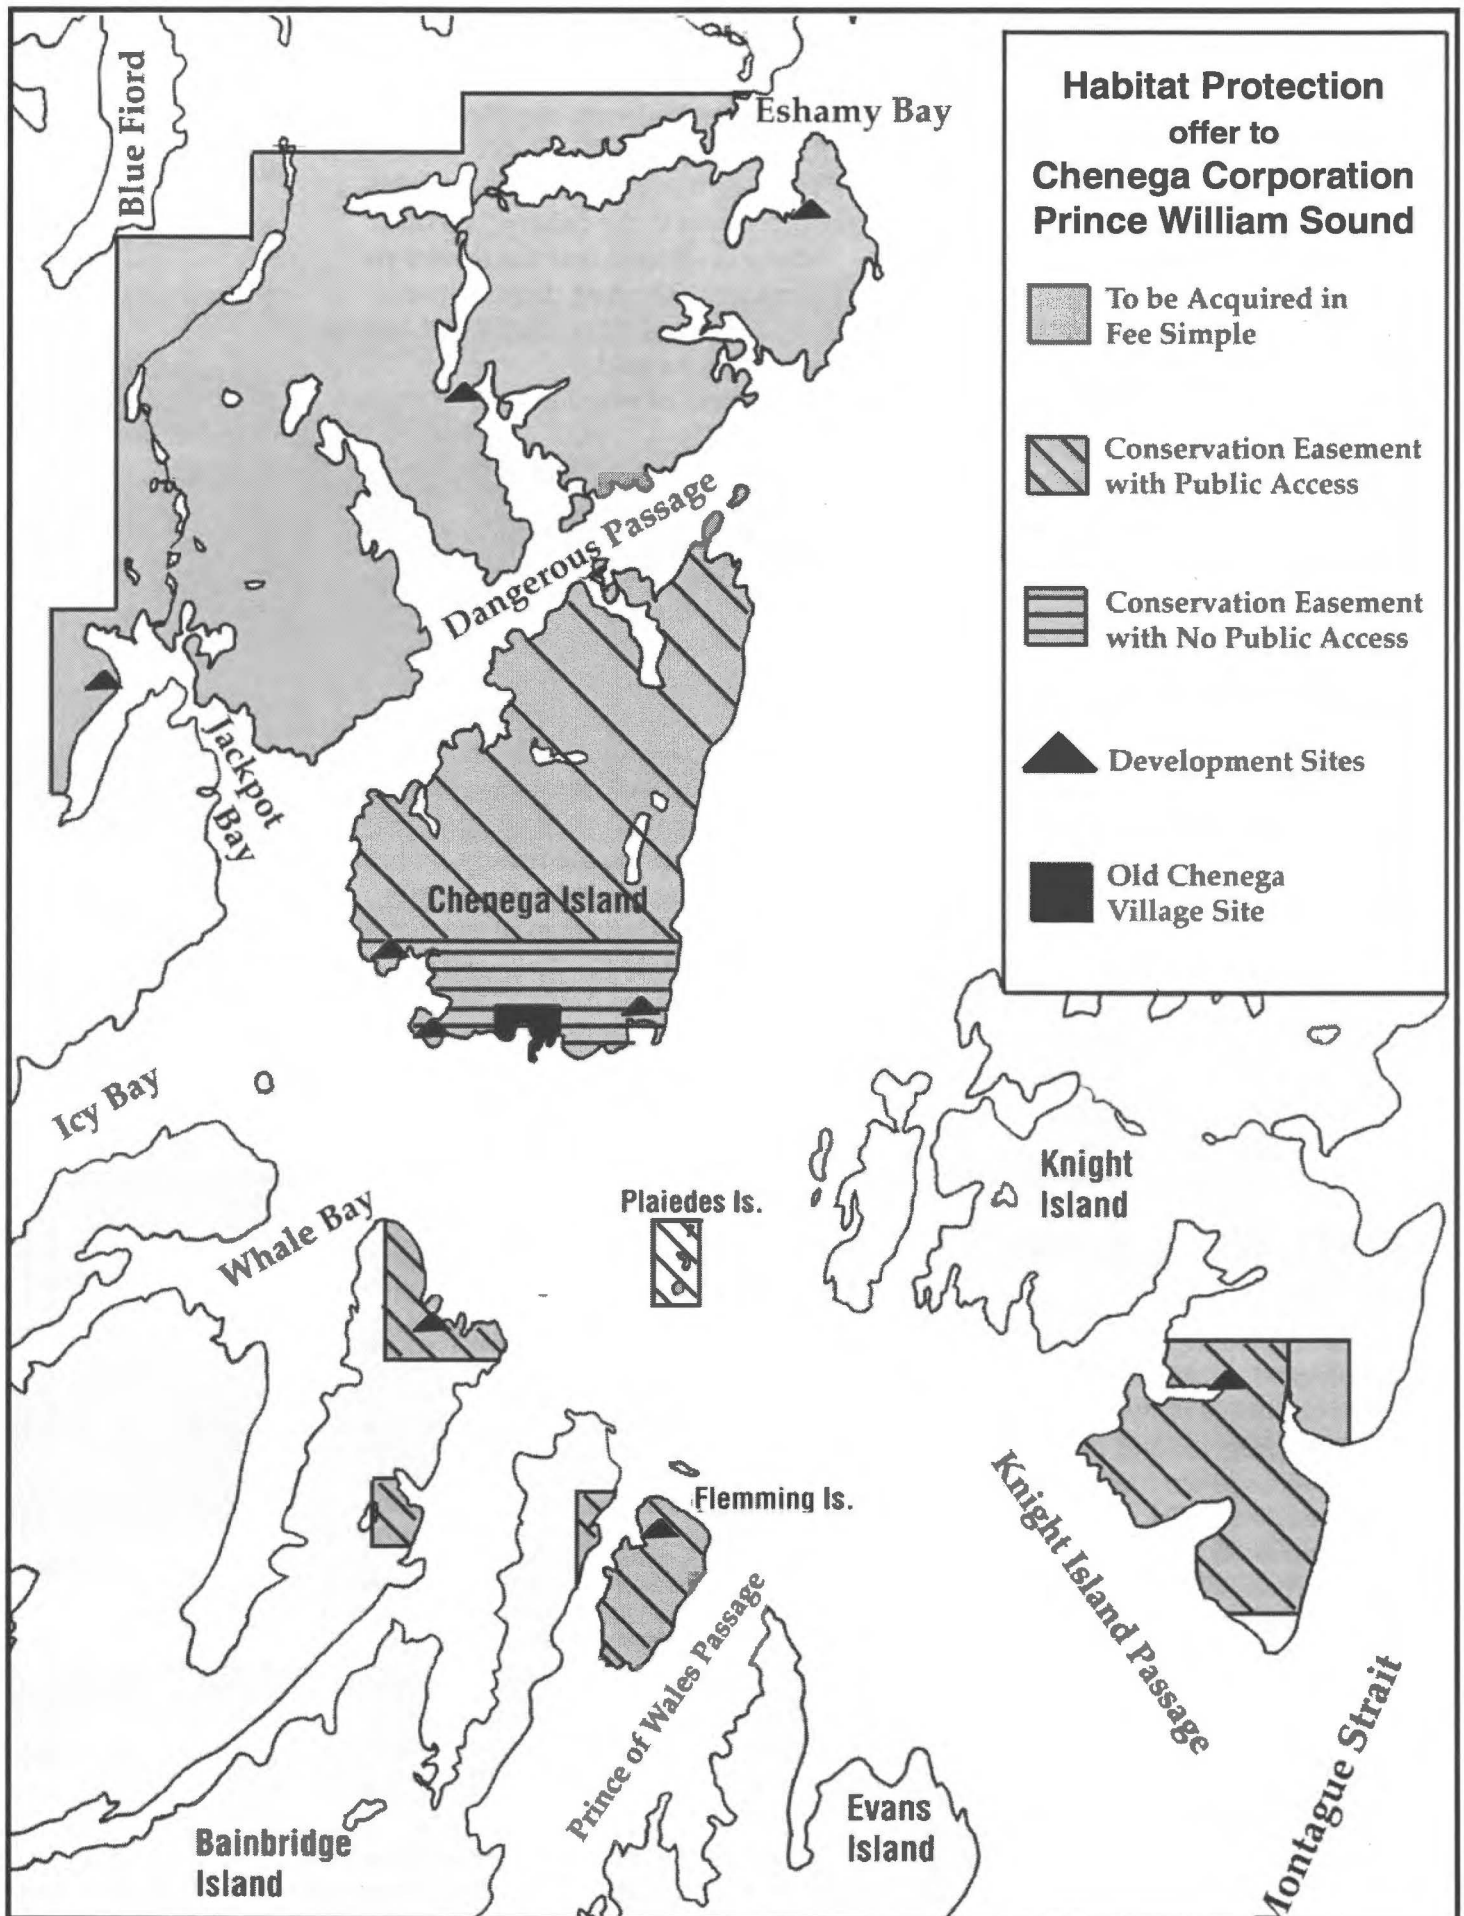 Habitat Protection
offer to
Chenega Corporation
Prince William Sound
To be Acquired in
Fee Simple
Conservation Easement
with Public Access
Conservation Easement
with No Public Access
Development Sites
Old Chenega
Village Site
Blue Fiord
Eshamy Bay
Dangerous Passage
Jackpot
Bay
Chenega Island
Icy Bay
Whale Bay
Plaiedes Is.
Knight
Island
Flemming Is.
Knight Island Passage
Prince of Wales Passage
Montague Strait
Evans
Island
Bainbridge
Island